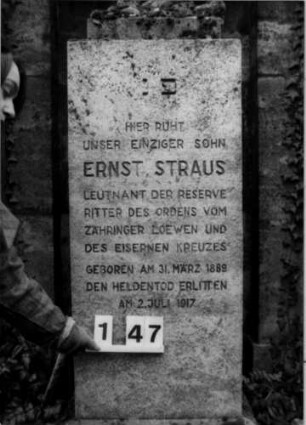 HIER RUHT
UNSER EINZIGER SOHN
ERNST STRAUS
LEUTNANT DER RESERVE
RITTER DES ORDENS VOM
ZÄHRINGER LOEWEN UND
DES EISERNEN KREUZES
GEBOREN AM 31. MÄRZ 1889
DEN HELDENTOD ERLITTEN
AM 2. JULI 1917
1 47